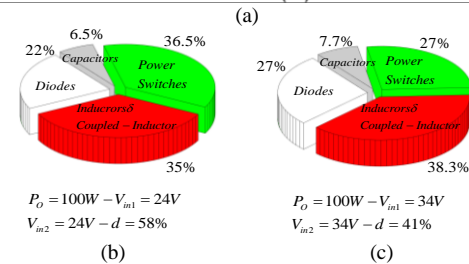 (a)
6.5%
36.5%
22%
Capacitors
Power
Switches
Diodes
Inducrorsδ
Coupled – Inductor
35%
P_O = 100W – V_in1 = 24V
V_in2 = 24V – d = 58%
(b)
7.7%
27%
27%
Capacitors
Power
Switches
Diodes
Inducrorsδ
Coupled – Inductor
38.3%
P_O = 100W – V_in1 = 34V
V_in2 = 34V – d = 41%
(c)